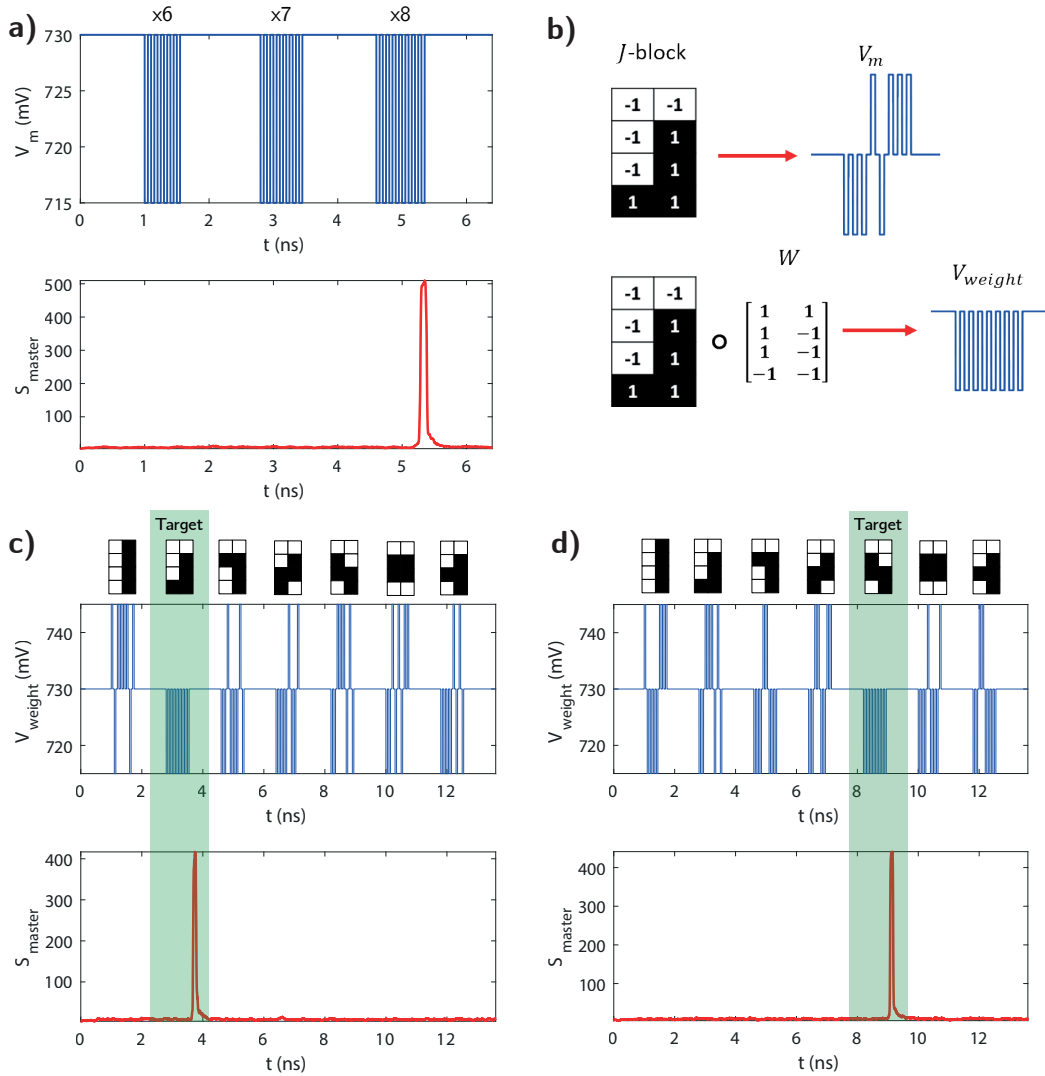 a)
x6 x7 x8
730
725
720
715
V_m (mV)
0 1 2 3 4 5 6
t (ns)
500
400
300
200
100
S_master
0 1 2 3 4 5 6
t (ns)
b)
J-block
V_m
-1 -1
-1 1
-1 1
1 1
W
V_weight
-1 -1
-1 1
-1 1
1 1
1 1
1 −1
1 −1
−1 −1
c)
Target
740
730
720
V_weight (mV)
0 2 4 6 8 10 12
t (ns)
400
300
200
100
S_master
0 2 4 6 8 10 12
t (ns)
d)
Target
740
730
720
V_weight (mV)
0 2 4 6 8 10 12
t (ns)
400
300
200
100
S_master
0 2 4 6 8 10 12
t (ns)